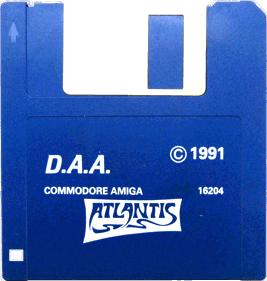 D.A.A. © 1991
COMMODORE AMIGA 16204
ATLANTIS